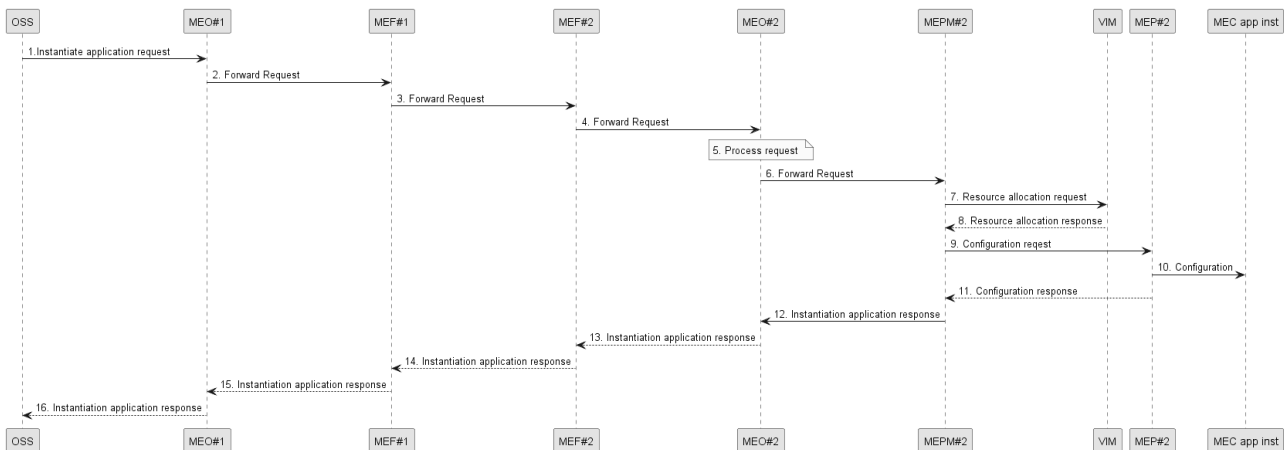 OSS MEO#1 MEF#1 MEF#2 MEO#2 MEPM#2 VIM MEP#2 MEC app inst
1.Instantiate application request
2. Forward Request
3. Forward Request
4. Forward Request
5. Process request
6. Forward Request
7. Resource allocation request
8. Resource allocation response
9. Configuration reqest
10. Configuration
11. Configuration response
12. Instantiation application response
13. Instantiation application response
14. Instantiation application response
15. Instantiation application response
16. Instantiation application response
OSS MEO#1 MEF#1 MEF#2 MEO#2 MEPM#2 VIM MEP#2 MEC app inst